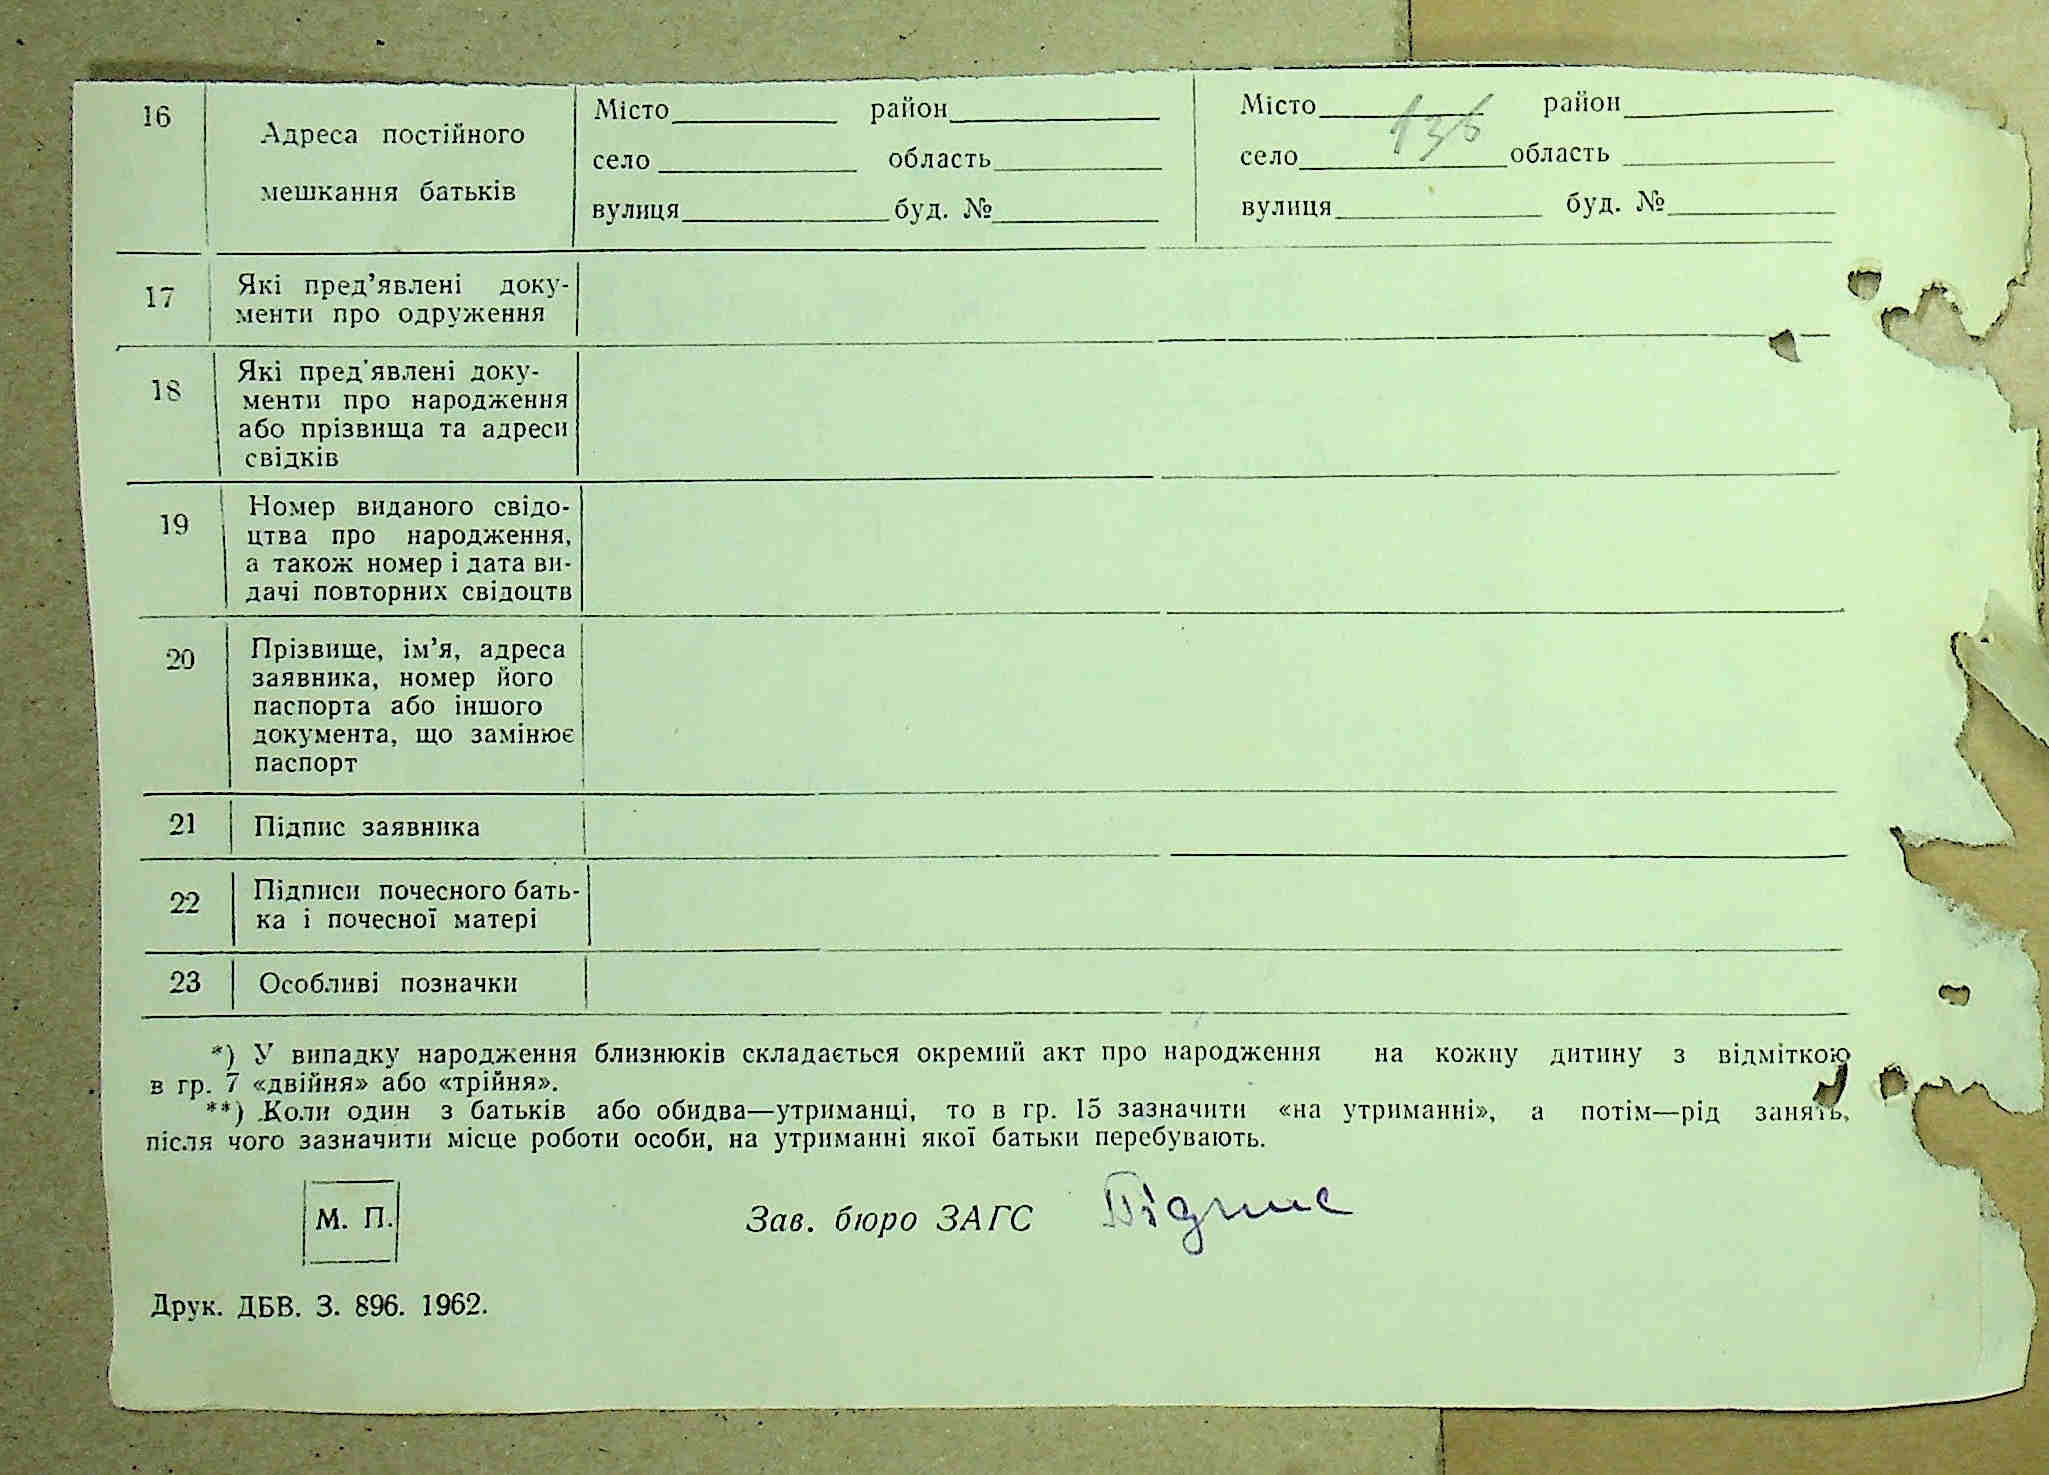 16 Адреса постійного мешкання батьків
Місто район
село область
вулиця буд. №
Місто район
село область
вулиця буд. №
136
17 Які пред’явлені доку-
менти про одруження
18 Які пред’явлені доку-
менти про народження
або прізвища та адреси
свідків
19 Номер виданого свідо-
цтва про народження,
а також номер і дата ви-
дачі повторних свідоцтв
20 Прізвище, ім’я, адреса
заявника, номер його
паспорта або іншого
документа, що замінює
паспорт
21 Підпис заявника
22 Підписи почесного бать-
ка і почесної матері
23 Особливі позначки
*) У випадку народження близнюків складається окремий акт про народження на кожну дитину з відміткою
в гр. 7 «двійня» або «трійня».
**) Коли один з батьків або обидва—утриманці, то в гр. 15 зазначити «на утриманні», а потім—рід занять,
після чого зазначити місце роботи особи, на утриманні якої батьки перебувають.
М. П.
Зав. бюро ЗАГС Підпис
Друк. ДБВ. З. 896. 1962.